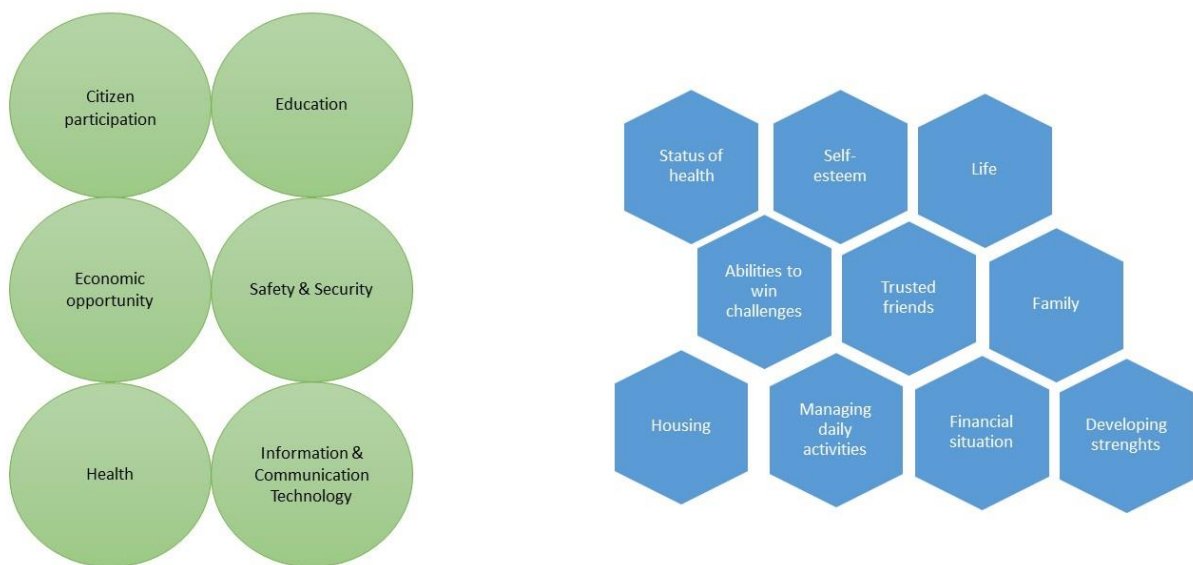 Citizen
participation
Education
Economic
opportunity
Safety & Security
Health
Information &
Communication
Technology
Status of
health
Self-
esteem
Life
Abilities to
win
challenges
Trusted
friends
Family
Housing
Managing
daily
activities
Financial
situation
Developing
strenghts